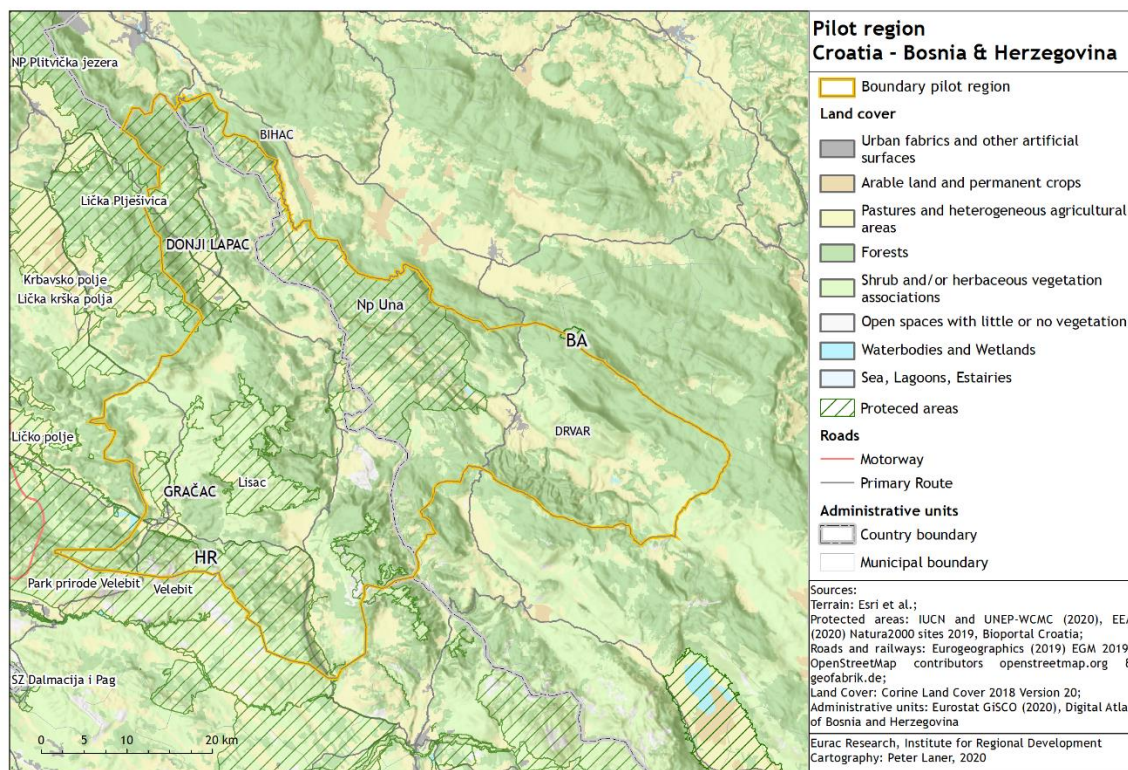 NP Plitvička jezera
BIHAC
Lička Plješivica
DONJI LAPAC
Krbavsko polje
Lička krška polja
Np Una
BA
Ličko polje
DRVAR
GRAČAC
Lisac
HR
Park prirode Velebit
Velebit
SZ Dalmacija i Pag
0 5 10 20 km
Pilot region
Croatia - Bosnia & Herzegovina
Boundary pilot region
Land cover
Urban fabrics and other artificial
surfaces
Arable land and permanent crops
Pastures and heterogeneous agricultural
areas
Forests
Shrub and/or herbaceous vegetation
associations
Open spaces with little or no vegetation
Waterbodies and Wetlands
Sea, Lagoons, Estairies
Proteced areas
Roads
Motorway
Primary Route
Administrative units
Country boundary
Municipal boundary
Sources:
Terrain: Esri et al.;
Protected areas: IUCN and UNEP-WCMC (2020), EEA
(2020) Natura2000 sites 2019, Bioportal Croatia;
Roads and railways: Eurogeographics (2019) EGM 2019
OpenStreetMap contributors openstreetmap.org &
geofabrik.de;
Land Cover: Corine Land Cover 2018 Version 20;
Administrative units: Eurostat GiSCO (2020), Digital Atla
of Bosnia and Herzegovina
Eurac Research, Institute for Regional Development
Cartography: Peter Laner, 2020